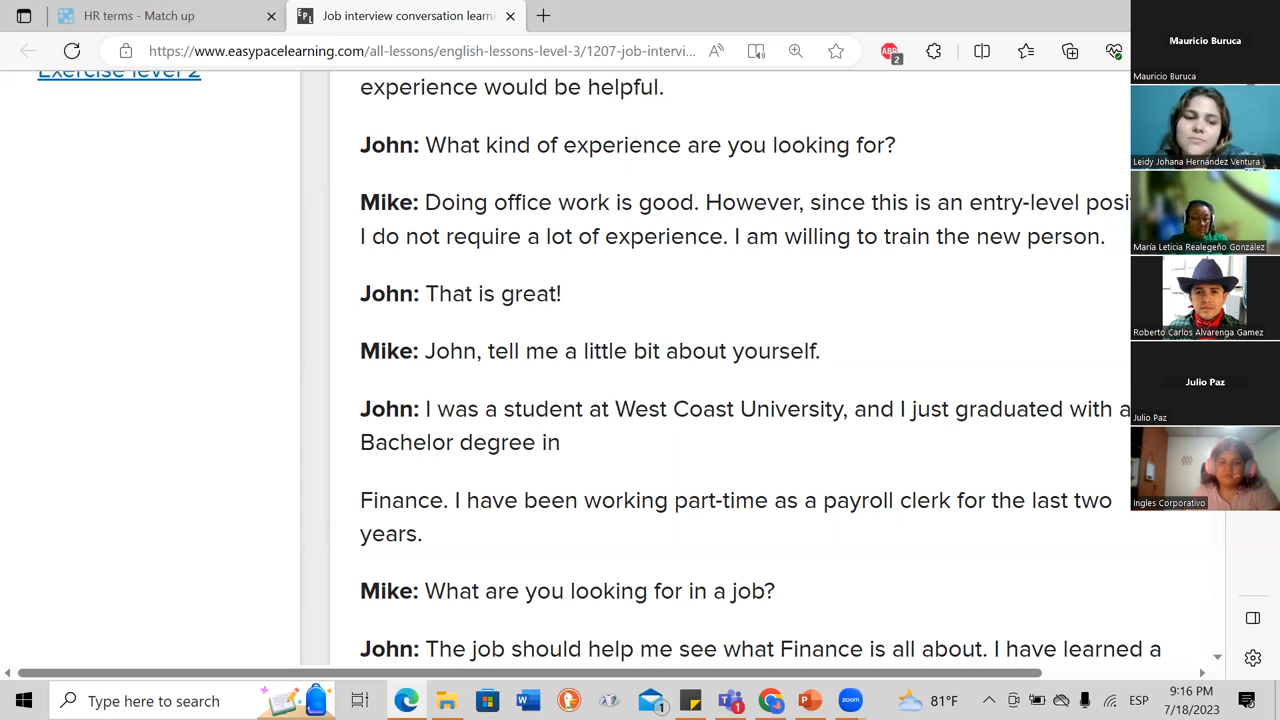 HR terms - Match up
Job interview conversation learn
https://www.easypacelearning.com/all-lessons/english-lessons-level-3/1207-job-intervi...
Exercise level 2
experience would be helpful.
John: What kind of experience are you looking for?
Mike: Doing office work is good. However, since this is an entry-level posi
I do not require a lot of experience. I am willing to train the new person.
John: That is great!
Mike: John, tell me a little bit about yourself.
John: I was a student at West Coast University, and I just graduated with a
Bachelor degree in
Finance. I have been working part-time as a payroll clerk for the last two
years.
Mike: What are you looking for in a job?
John: The job should help me see what Finance is all about. I have learned a
Mauricio Buruca
Mauricio Buruca
Leidy Johana Hernández Ventura
María Leticia Realegeño González
Roberto Carlos Alvarenga Gamez
Julio Paz
Julio Paz
Ingles Corporativo
Type here to search
81°F
ESP
9:16 PM
7/18/2023